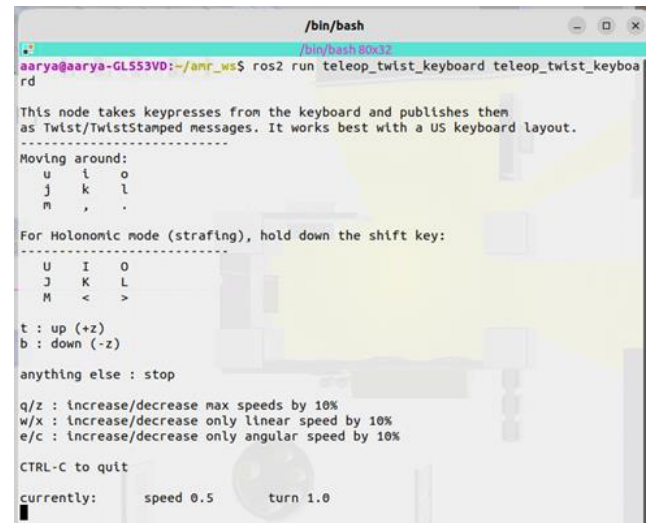 /bin/bash
/bin/bash 80x32
aarya@aarya-GL553VD:~/amr_ws$ ros2 run teleop_twist_keyboard teleop_twist_keyboa
rd
This node takes keypresses from the keyboard and publishes them
as Twist/TwistStamped messages. It works best with a US keyboard layout.
---------------------------
Moving around:
u    i    o
j    k    l
m    ,    .
For Holonomic mode (strafing), hold down the shift key:
---------------------------
U    I    O
J    K    L
M    <    >
t : up (+z)
b : down (-z)
anything else : stop
q/z : increase/decrease max speeds by 10%
w/x : increase/decrease only linear speed by 10%
e/c : increase/decrease only angular speed by 10%
CTRL-C to quit
currently:      speed 0.5       turn 1.0